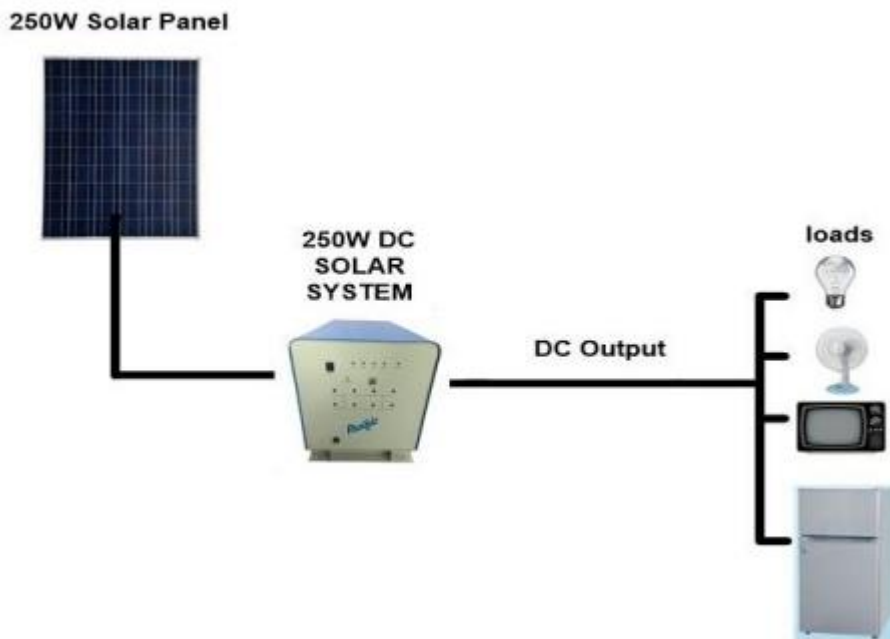 250W Solar Panel
250W DC
SOLAR
SYSTEM
loads
DC Output